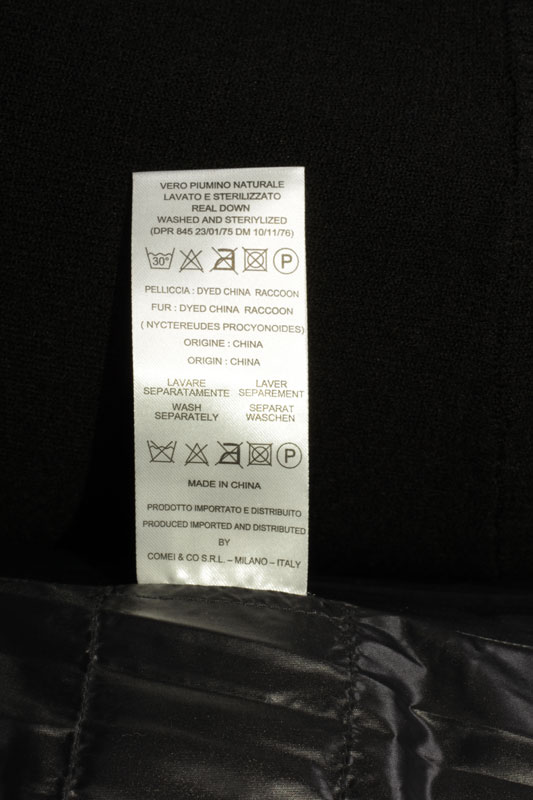 VERO PIUMINO NATURALE
LAVATO E STERILIZZATO
REAL DOWN
WASHED AND STERIYLIZED
(DPR 845 23/01/75 DM 10/11/76)
30° P
PELLICCIA : DYED CHINA RACCOON
FUR : DYED CHINA RACCOON
( NYCTEREUDES PROCYONOIDES)
ORIGINE : CHINA
ORIGIN : CHINA
LAVARE SEPARATAMENTE
LAVER SEPAREMENT
WASH SEPARATELY
SEPARAT WASCHEN
P
MADE IN CHINA
PRODOTTO IMPORTATO E DISTRIBUITO
PRODUCED IMPORTED AND DISTRIBUTED
BY
COMEI & CO S.R.L. – MILANO – ITALY